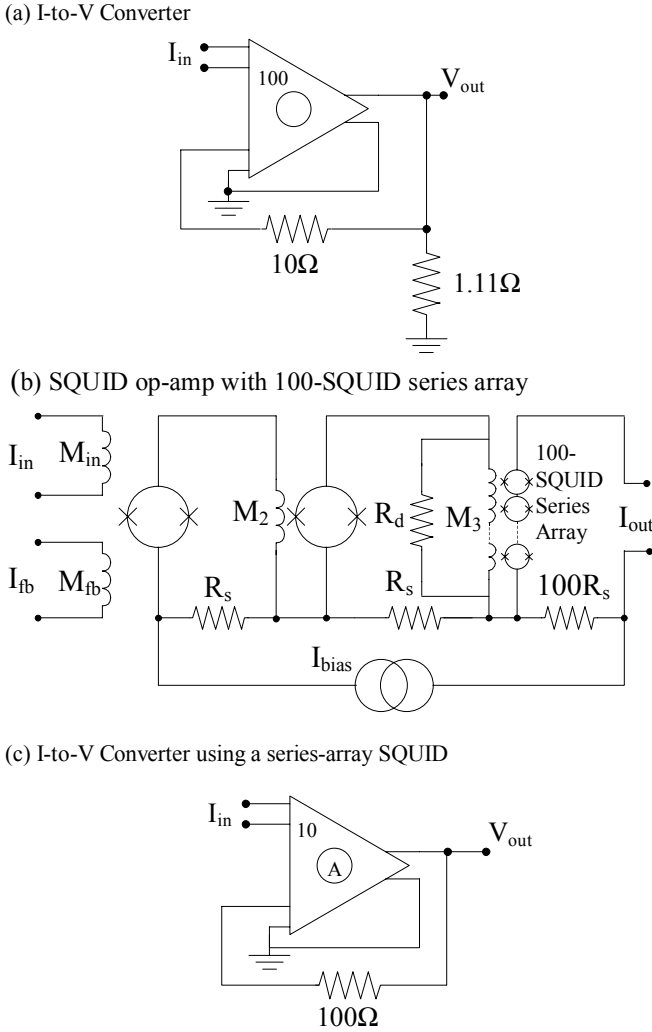 (a) I-to-V Converter
I_in
100
V_out
10Ω
1.11Ω
(b) SQUID op-amp with 100-SQUID series array
I_in
M_in
M_2
R_d
M_3
100-
SQUID
Series
Array
I_out
I_fb
M_fb
R_s
R_s
100R_s
I_bias
(c) I-to-V Converter using a series-array SQUID
I_in
10
A
V_out
100Ω